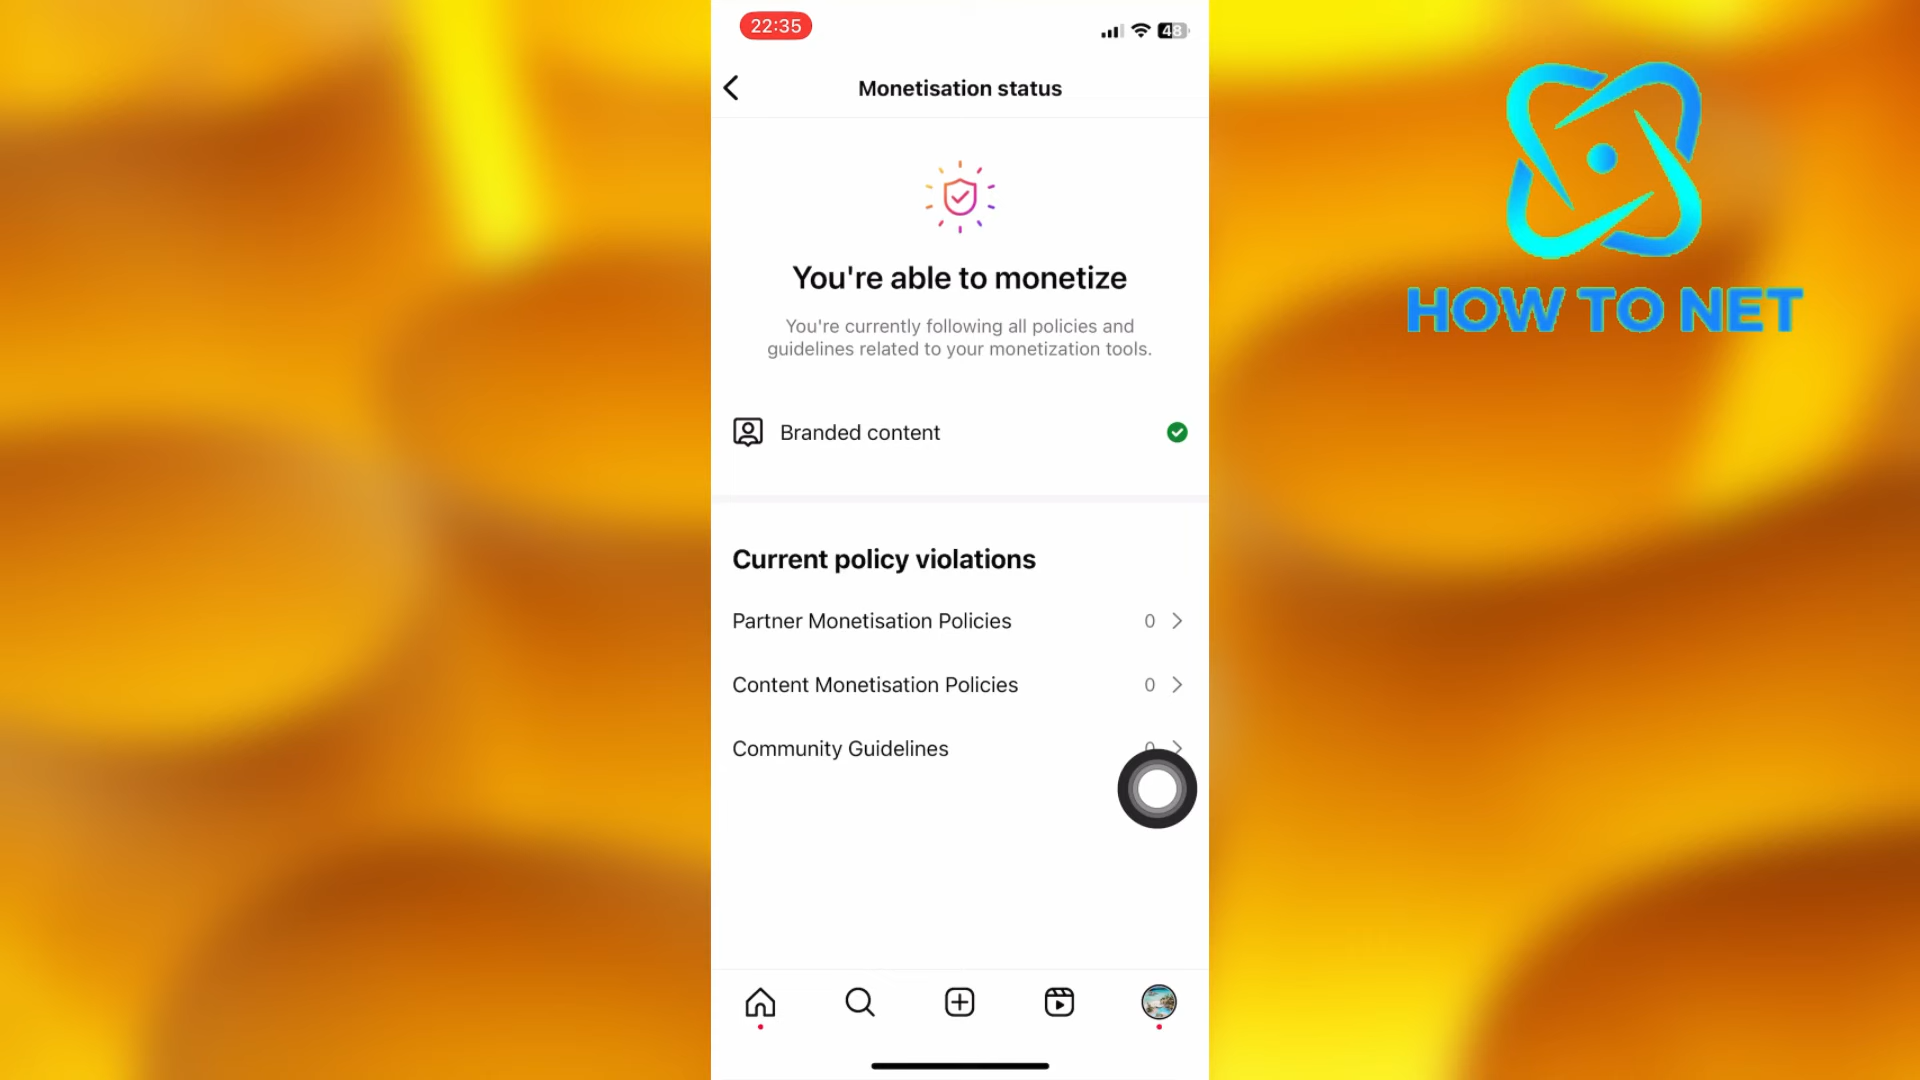 22:35
48
Monetisation status
HOW TO NET
You're able to monetize
You're currently following all policies and
guidelines related to your monetization tools.
Branded content
Current policy violations
Partner Monetisation Policies 0
Content Monetisation Policies 0
Community Guidelines